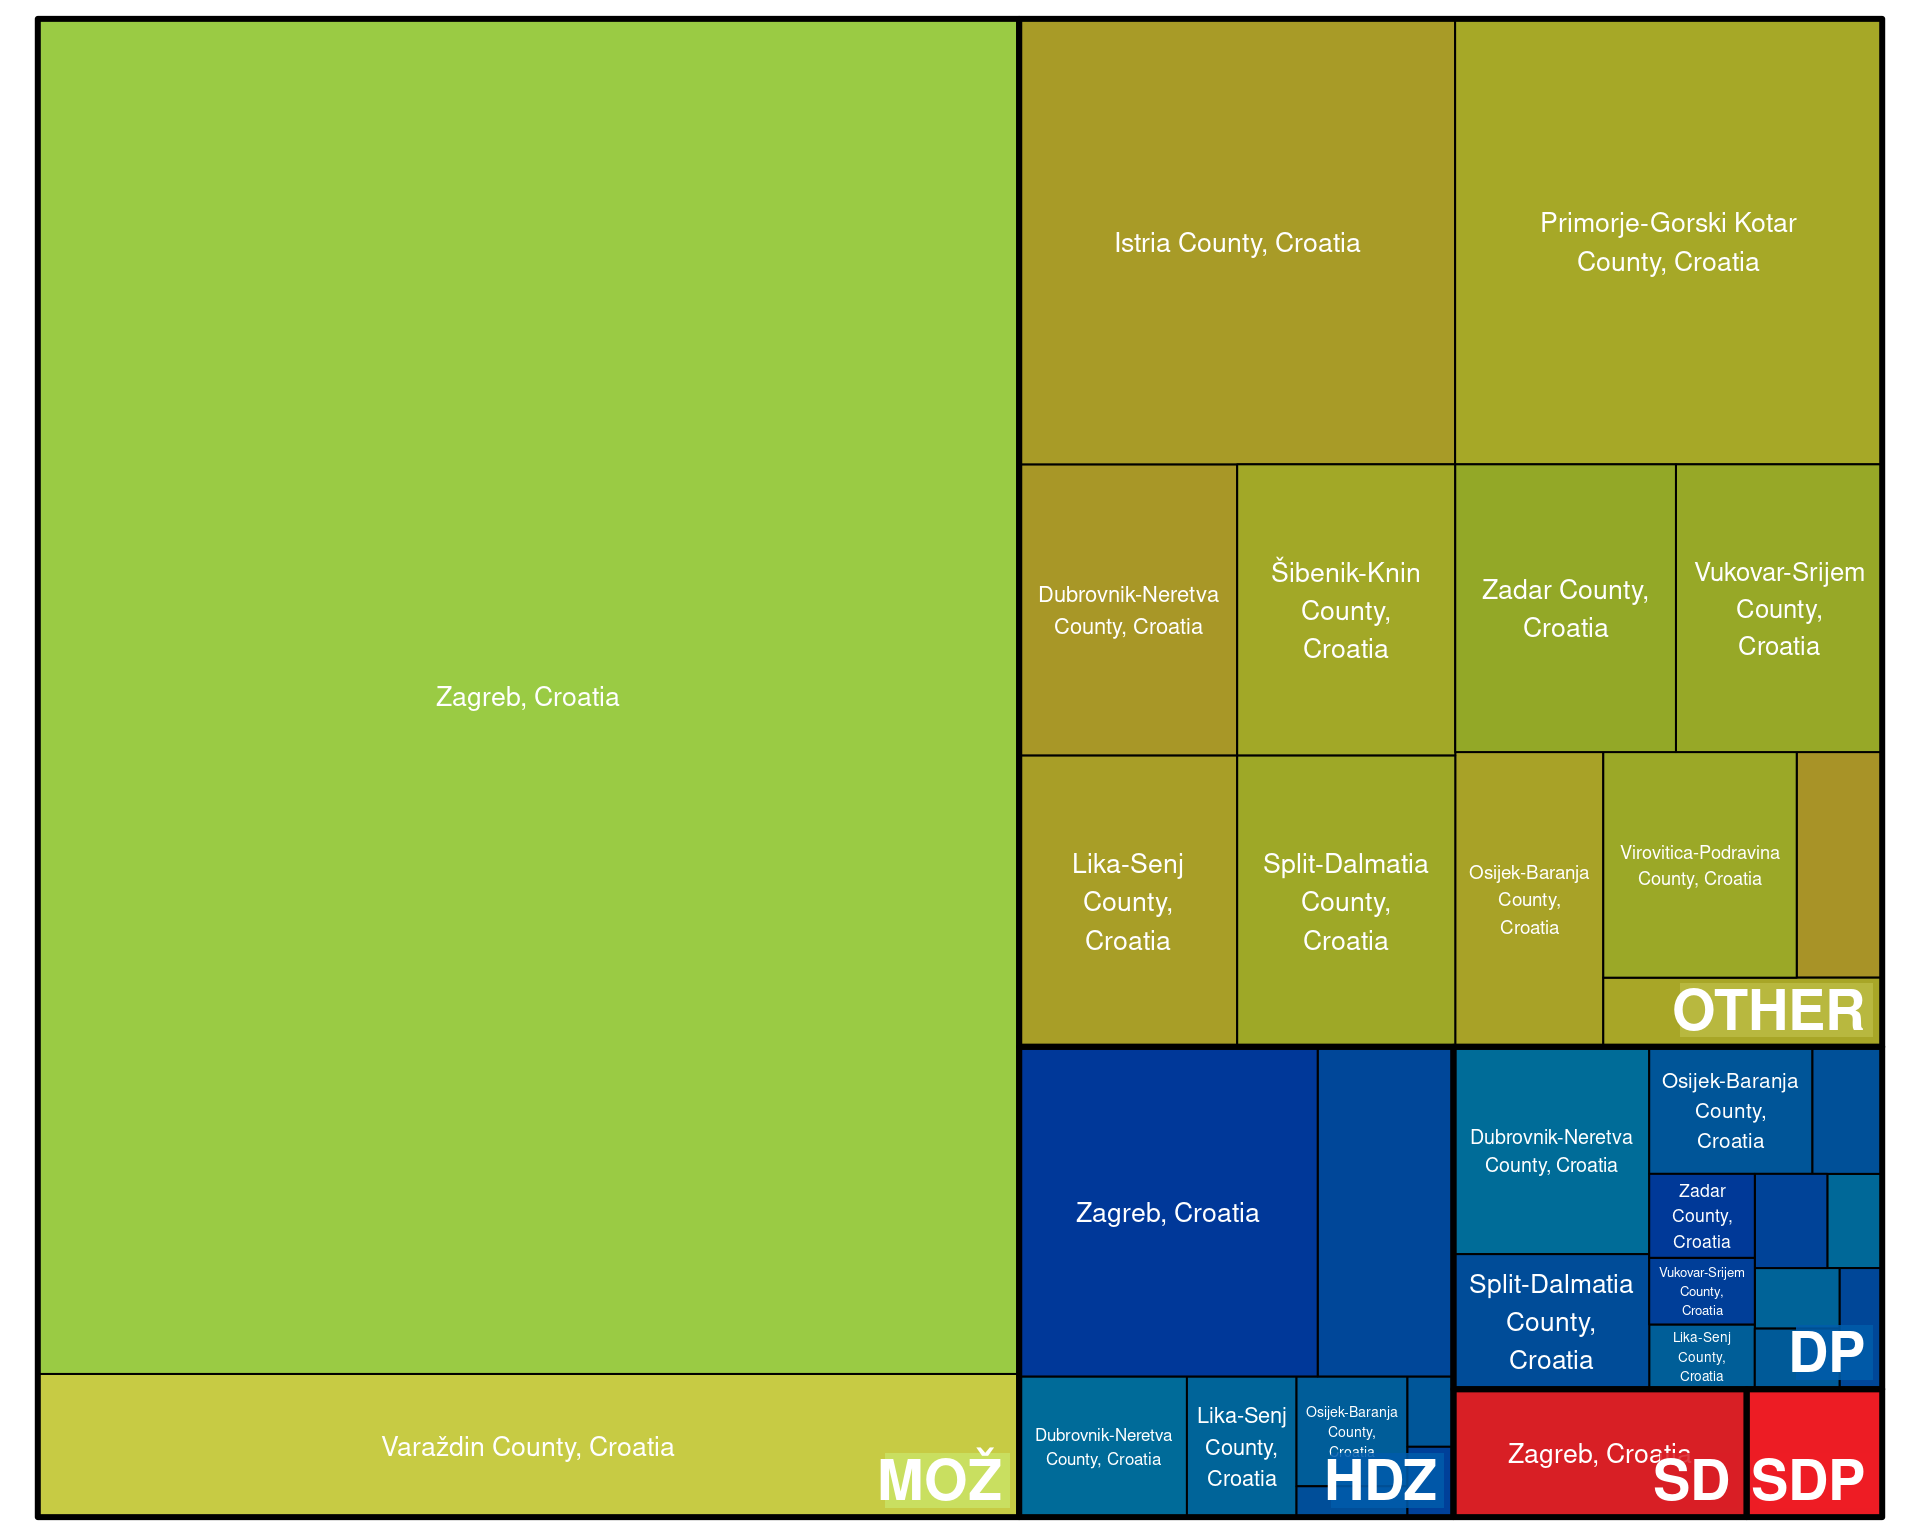 Zagreb, Croatia
Varaždin County, Croatia
MOŽ
Istria County, Croatia
Primorje-Gorski Kotar
County, Croatia
Dubrovnik-Neretva
County, Croatia
Šibenik-Knin
County,
Croatia
Zadar County,
Croatia
Vukovar-Srijem
County,
Croatia
Lika-Senj
County,
Croatia
Split-Dalmatia
County,
Croatia
Osijek-Baranja
County,
Croatia
Virovitica-Podravina
County, Croatia
OTHER
Zagreb, Croatia
Dubrovnik-Neretva
County, Croatia
Lika-Senj
County,
Croatia
Osijek-Baranja
County,
Croatia
HDZ
Dubrovnik-Neretva
County, Croatia
Osijek-Baranja
County,
Croatia
Split-Dalmatia
County,
Croatia
Zadar
County,
Croatia
Vukovar-Srijem
County,
Croatia
Lika-Senj
County,
Croatia
DP
Zagreb, Croatia
SD
SDP